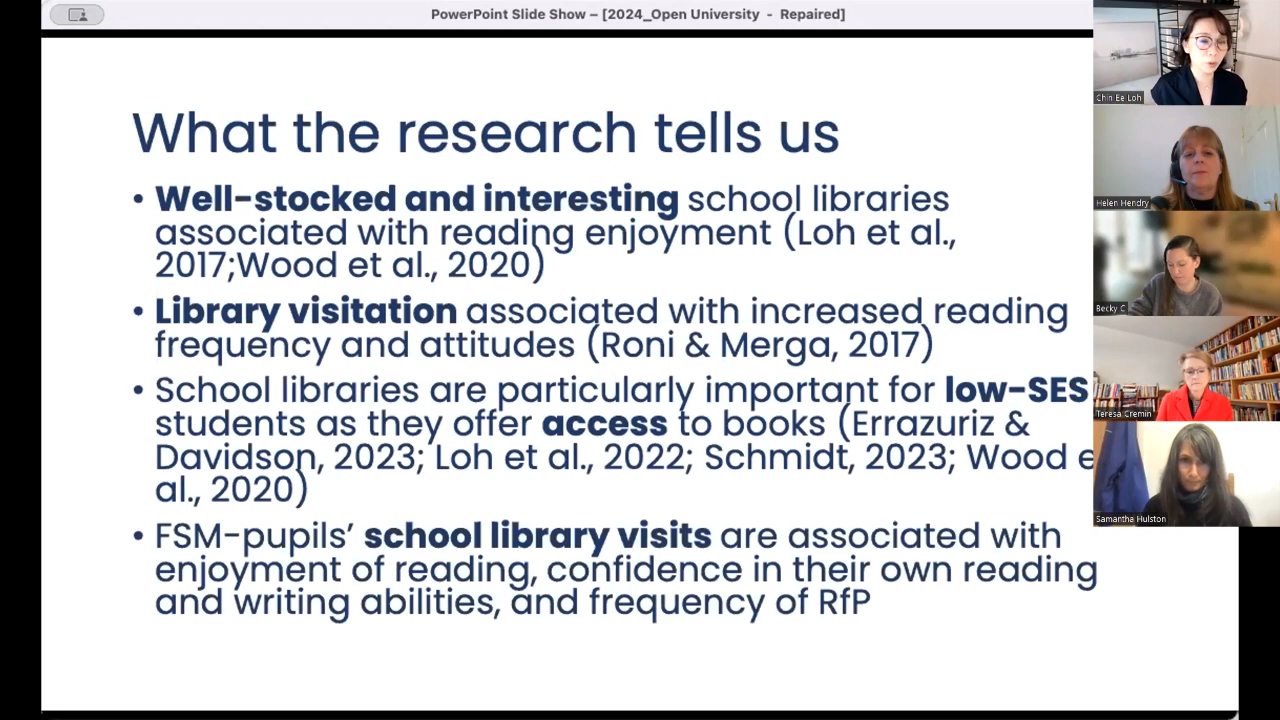 PowerPoint Slide Show – [2024_Open University - Repaired]
What the research tells us
• Well-stocked and interesting school libraries
associated with reading enjoyment (Loh et al.,
2017;Wood et al., 2020)
• Library visitation associated with increased reading
frequency and attitudes (Roni & Merga, 2017)
• School libraries are particularly important for low-SES
students as they offer access to books (Errazuriz &
Davidson, 2023; Loh et al., 2022; Schmidt, 2023; Wood e
al., 2020)
• FSM-pupils’ school library visits are associated with
enjoyment of reading, confidence in their own reading
and writing abilities, and frequency of RfP
Chin Ee Loh
Helen Hendry
Becky C
Teresa Cremin
Samantha Hulston